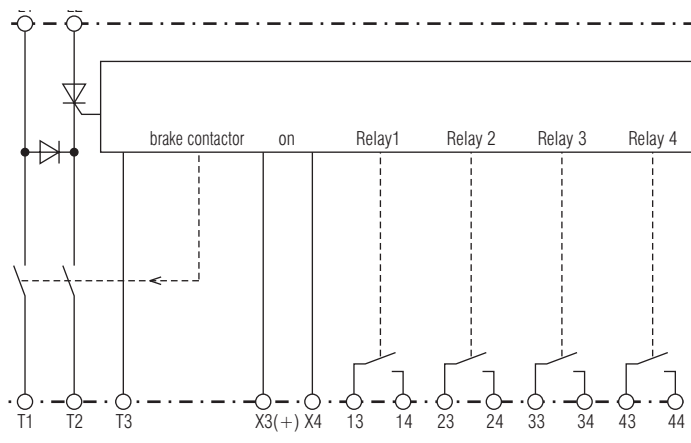 brake contactor on Relay1 Relay 2 Relay 3 Relay 4
T1 T2 T3 X3(+) X4 13 14 23 24 33 34 43 44